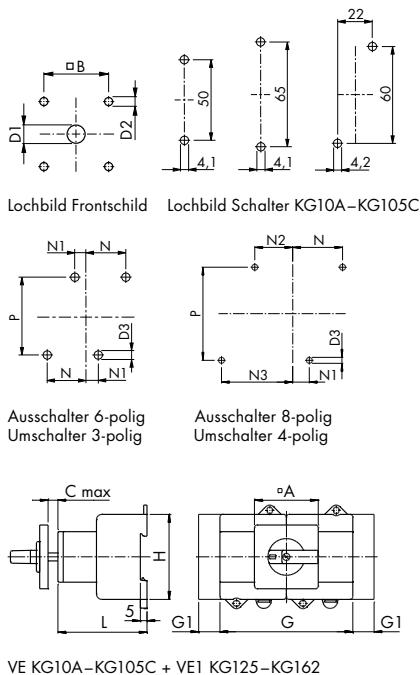 □B
D1
D2
50
4,1
65
4,1
22
60
4,2
Lochbild Frontschild
Lochbild Schalter KG10A–KG105C
N1
N
P
D3
N
N1
N2
N
P
D3
N3
N1
Ausschalter 6-polig
Umschalter 3-polig
Ausschalter 8-polig
Umschalter 4-polig
C max
H
5
L
□A
G1
G
G1
VE KG10A–KG105C + VE1 KG125–KG162